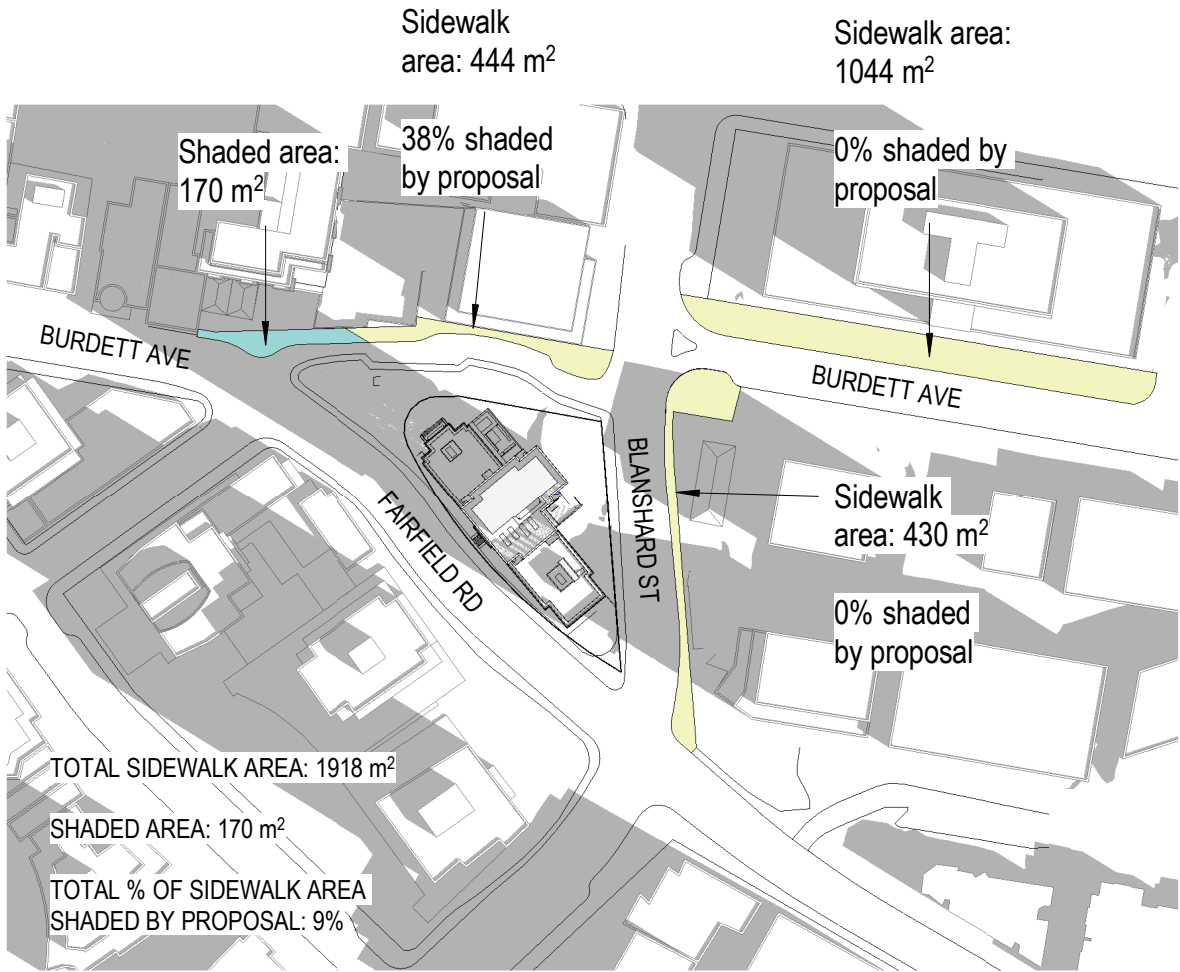 Sidewalk
area: 444 m²
Sidewalk area:
1044 m²
Shaded area:
170 m²
38% shaded
by proposal
0% shaded by
proposal
BURDETT AVE
BURDETT AVE
BLANSHARD ST
FAIRFIELD RD
Sidewalk
area: 430 m²
0% shaded
by proposal
TOTAL SIDEWALK AREA: 1918 m²
SHADED AREA: 170 m²
TOTAL % OF SIDEWALK AREA
SHADED BY PROPOSAL: 9%